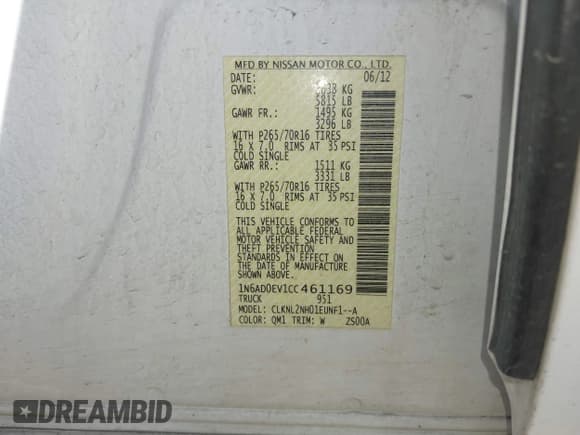 MFD BY NISSAN MOTOR CO., LTD.
DATE: 06/12
GVWR: 2638 KG
5815 LB
GAWR FR.: 1495 KG
3296 LB
WITH P265/70R16 TIRES
16 X 7.0 RIMS AT 35 PSI
COLD SINGLE
GAWR RR.: 1511 KG
3331 LB
WITH P265/70R16 TIRES
16 X 7.0 RIMS AT 35 PSI
COLD SINGLE
THIS VEHICLE CONFORMS TO
ALL APPLICABLE FEDERAL
MOTOR VEHICLE SAFETY AND
THEFT PREVENTION
STANDARDS IN EFFECT ON
THE DATE OF MANUFACTURE
SHOWN ABOVE.
1N6AD0EV1CC461169
TRUCK 951
MODEL: CLKNL2NH01EUNF1--A
COLOR: QM1 TRIM: W ZS00A
DREAMBID